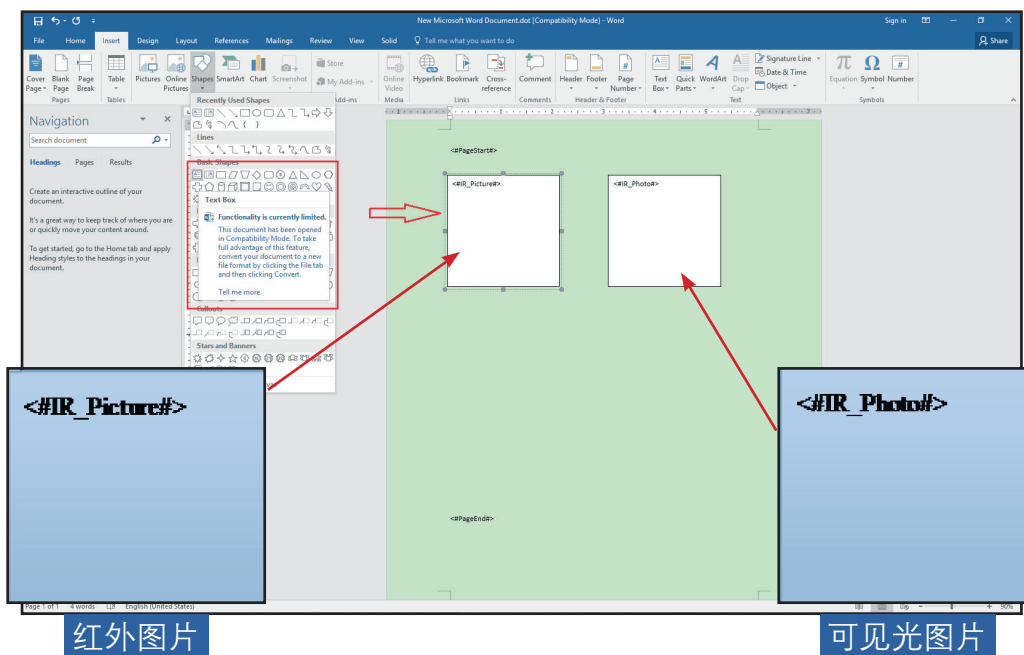 New Microsoft Word Document.dot [Compatibility Mode] - Word
Sign in
File Home Insert Design Layout References Mailings Review View Solid Tell me what you want to do
Share
Cover Page
Blank Page
Page Break
Table
Pictures
Online Pictures
Shapes
SmartArt
Chart
Screenshot
Store
My Add-ins
Online Video
Hyperlink
Bookmark
Cross-reference
Comment
Header
Footer
Page Number
Text Box
Quick Parts
WordArt
Drop Cap
Signature Line
Date & Time
Object
Equation
Symbol
Number
Pages Tables dd-ins Media Links Comments Header & Footer Text Symbols
Navigation
Search document
Headings Pages Results
Create an interactive outline of your
document.
It's a great way to keep track of where you are
or quickly move your content around.
To get started, go to the Home tab and apply
Heading styles to the headings in your
document.
Recently Used Shapes
Lines
Basic Shapes
Text Box
Functionality is currently limited.
This document has been opened
in Compatibility Mode. To take
full advantage of this feature,
convert your document to a new
file format by clicking the File tab
and then clicking Convert.
Tell me more
Callouts
Stars and Banners
1 1 2 3 4 5 7
<#PageStart#>
<#IR_Picture#>
<#IR_Photo#>
<#PageEnd#>
<#IR_Picture#>
<#IR_Photo#>
Page 1 of 1 4 words English (United States)
90%
红外图片
可见光图片